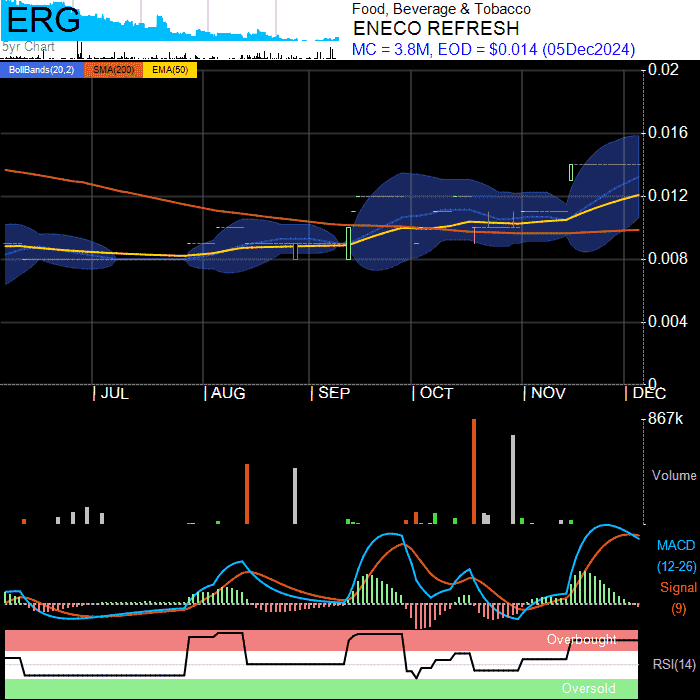 ERG
5yr Chart
Food, Beverage & Tobacco
ENECO REFRESH
MC = 3.8M, EOD = $0.014 (05Dec2024)
BollBands(20,2) SMA(200) EMA(50)
0.02
0.016
0.012
0.008
0.004
0
JUL AUG SEP OCT NOV DEC
867k
Volume
MACD
(12-26)
Signal
(9)
Overbought
RSI(14)
Oversold